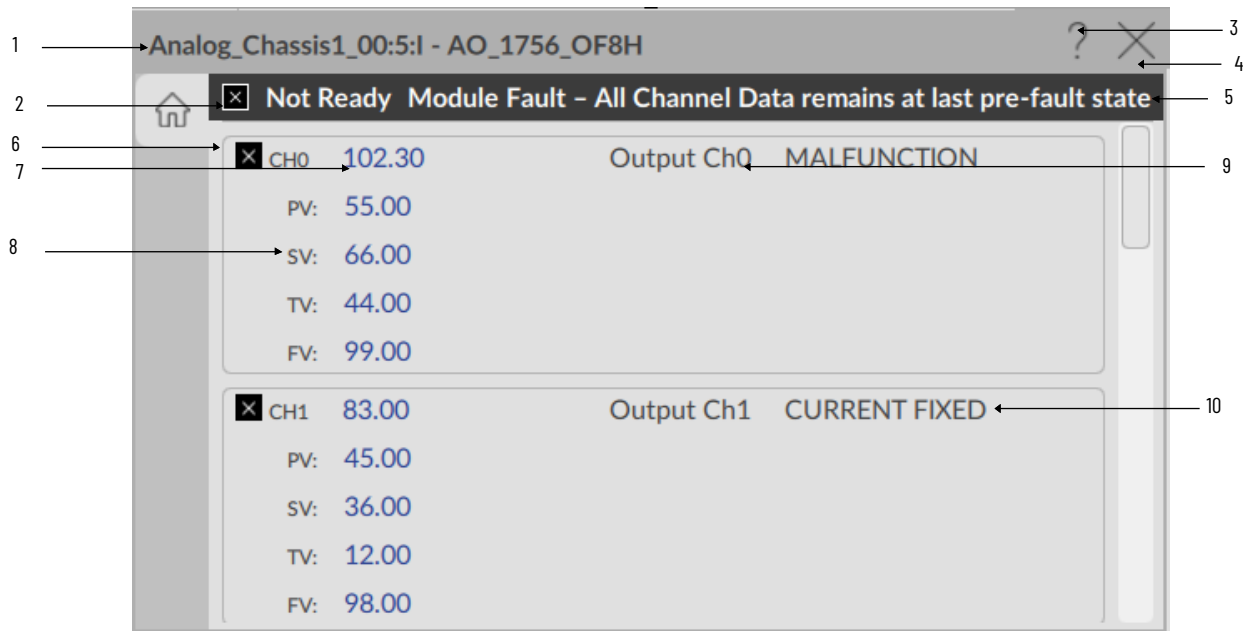 1 Analog_Chassis1_00:5:I - AO_1756_OF8H ? 3
4
2 Not Ready Module Fault – All Channel Data remains at last pre-fault state 5
6
CH0 102.30 Output Ch0 MALFUNCTION 9
7
PV: 55.00
8 SV: 66.00
TV: 44.00
FV: 99.00
CH1 83.00 Output Ch1 CURRENT FIXED 10
PV: 45.00
SV: 36.00
TV: 12.00
FV: 98.00